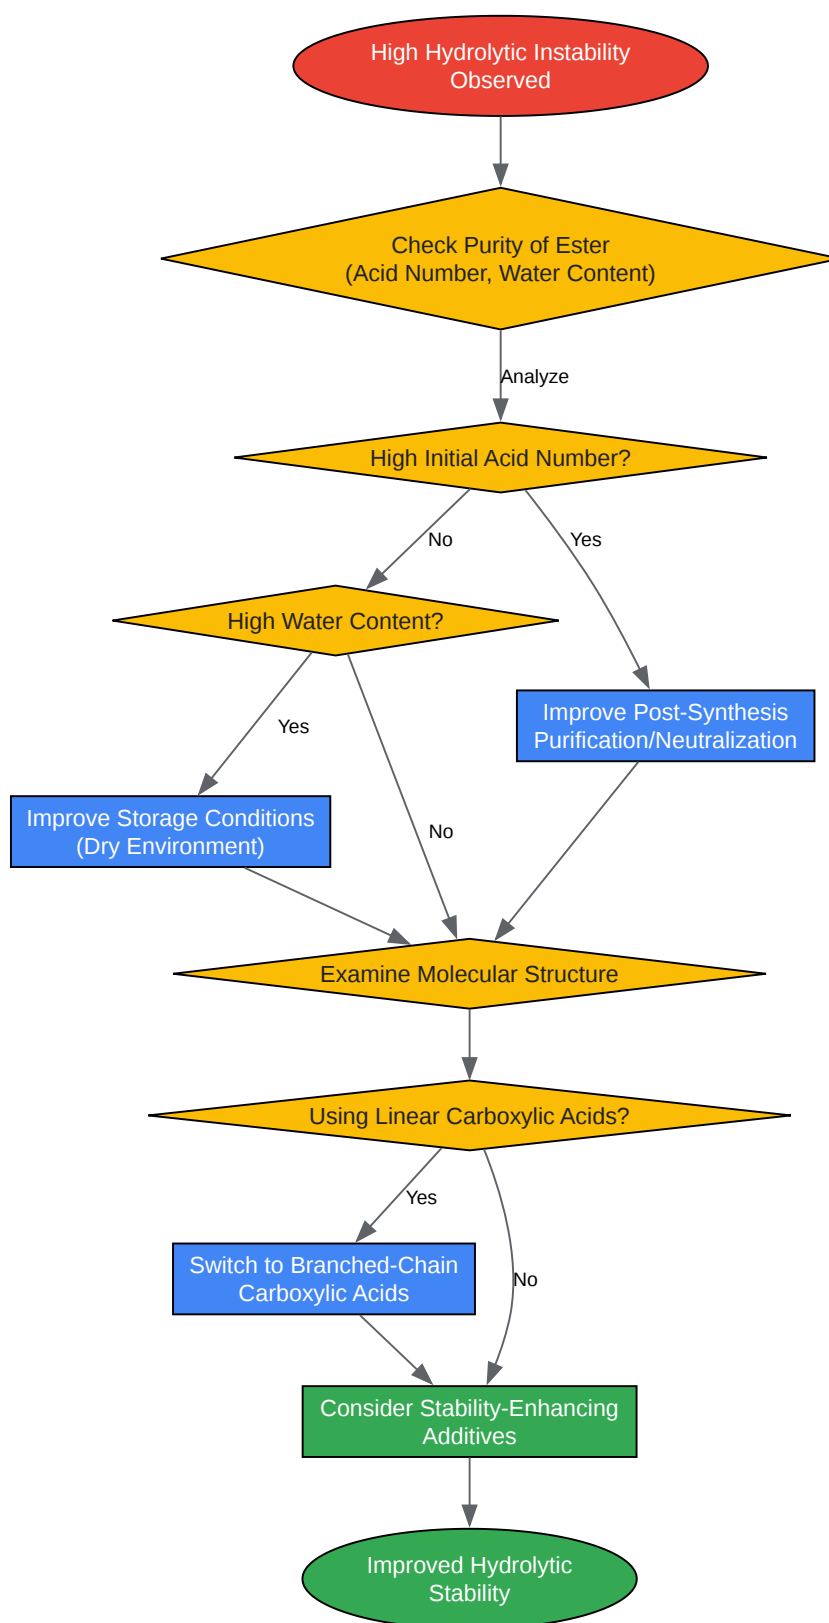 High Hydrolytic Instability
Observed
Check Purity of Ester
(Acid Number, Water Content)
Analyze
High Initial Acid Number?
No
Yes
High Water Content?
Yes
Improve Post-Synthesis
Purification/Neutralization
Improve Storage Conditions
(Dry Environment)
No
Examine Molecular Structure
Using Linear Carboxylic Acids?
Yes
Switch to Branched-Chain
Carboxylic Acids
No
Consider Stability-Enhancing
Additives
Improved Hydrolytic
Stability